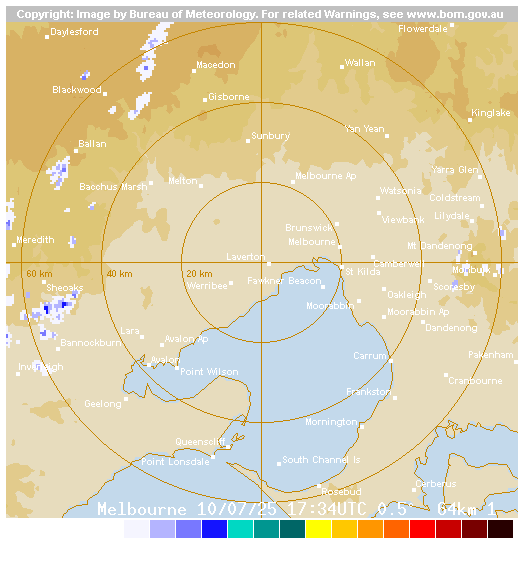 Copyright: Image by Bureau of Meteorology. For related Warnings, see www.bom.gov.au
Flowerdale
Daylesford
Macedon
Wallan
Blackwood
Gisborne
Kinglake
Yan Yean
Sunbury
Ballan
Yarra Glen
Melbourne Ap
Melton
Bacchus Marsh
Watsonia
Coldstream
Viewbank
Lilydale
Brunswick
Meredith
Melbourne
Mt Dandenong
Laverton
Camberwell
60 km
40 km
20 km
St Kilda
Monbulk
Werribee
Fawkner Beacon
Sheoaks
Scoresby
Oakleigh
Moorabbin
Moorabbin Ap
Lara
Dandenong
Avalon Ap
Bannockburn
Avalon
Carrum
Pakenham
Inverleigh
Point Wilson
Cranbourne
Frankston
Geelong
Mornington
Queenscliff
Point Lonsdale
South Channel Is
Cerberus
Rosebud
Melbourne 10/07/25 17:34UTC 0.5° 64km 1